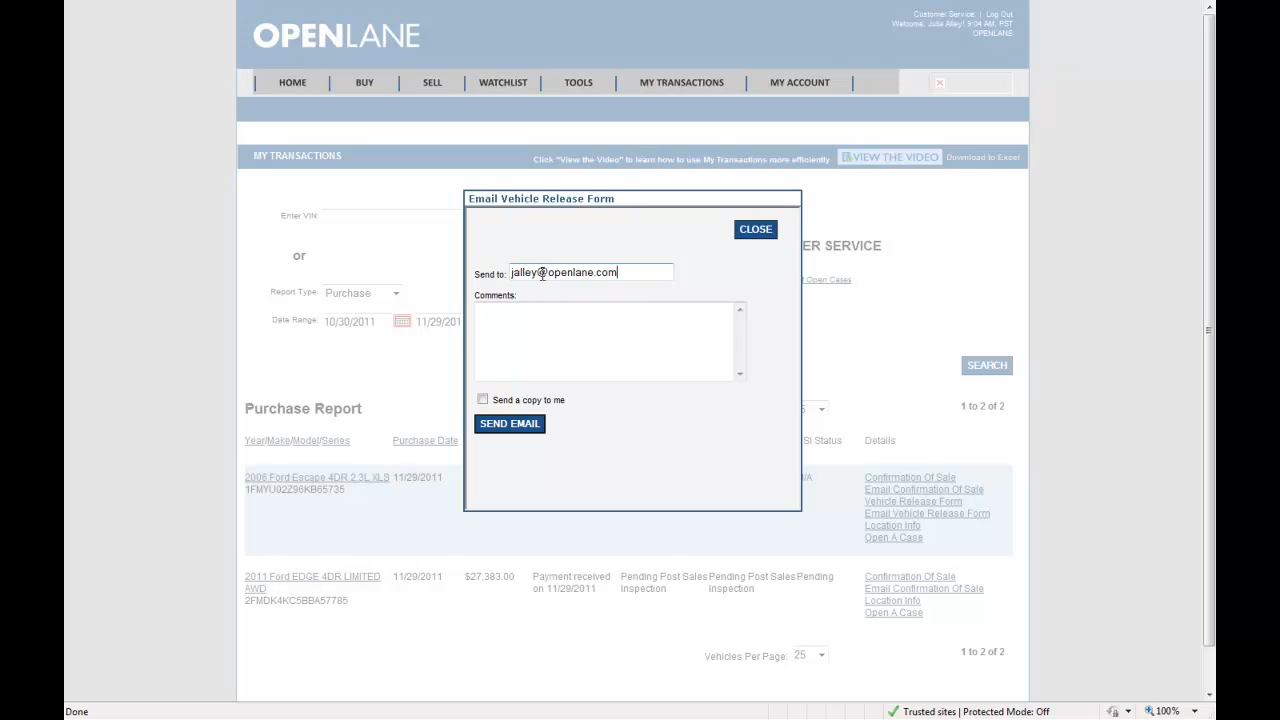 Customer Service | Log Out
Welcome, Julia Alley! 9:04 AM, PST
OPENLANE
OPENLANE
HOME BUY SELL WATCHLIST TOOLS MY TRANSACTIONS MY ACCOUNT
MY TRANSACTIONS
Click "View the Video" to learn how to use My Transactions more efficiently VIEW THE VIDEO Download to Excel
Email Vehicle Release Form
CLOSE
Enter VIN:
ER SERVICE
or
Send to: jalley@openlane.com
f Open Cases
Report Type: Purchase
Comments:
Date Range: 10/30/2011 11/29/201
SEARCH
Send a copy to me
SEND EMAIL
Purchase Report
5
1 to 2 of 2
Year/Make/Model/Series Purchase Date SI Status Details
2006 Ford Escape 4DR 2.3L XLS 11/29/2011 /A Confirmation Of Sale
1FMYU02Z96KB65735 Email Confirmation Of Sale
Vehicle Release Form
Email Vehicle Release Form
Location Info
Open A Case
2011 Ford EDGE 4DR LIMITED 11/29/2011 $27,383.00 Payment received Pending Post Sales Pending Post Sales Pending Confirmation Of Sale
AWD on 11/29/2011 Inspection Inspection Email Confirmation Of Sale
2FMDK4KC5BBA57785 Location Info
Open A Case
Vehicles Per Page: 25 1 to 2 of 2
Done Trusted sites | Protected Mode: Off 100%